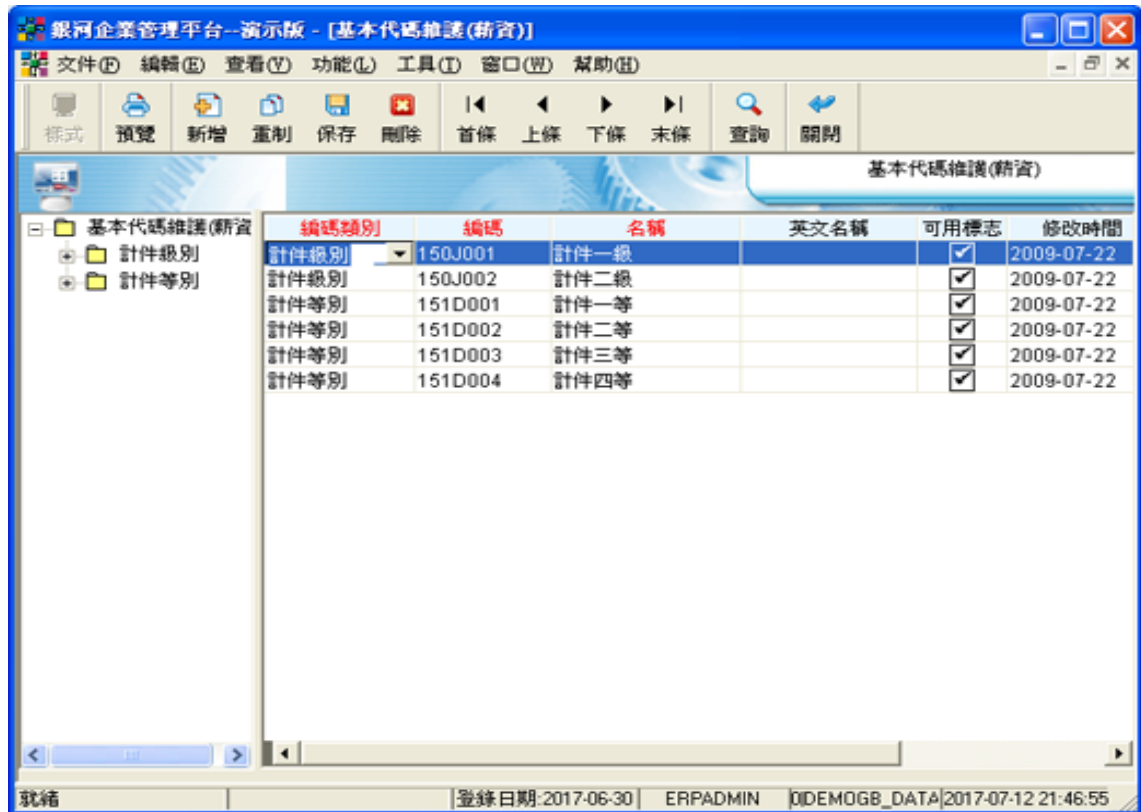 銀河企業管理平台--演示版 - [基本代碼維護(薪資)]
文件(F) 編輯(E) 查看(V) 功能(L) 工具(T) 窗口(W) 幫助(H)
樣式 預覽 新增 重制 保存 刪除 首條 上條 下條 末條 查詢 關閉
基本代碼維護(薪資)
基本代碼維護(薪資
計件級別
計件等別
編碼類別 編碼 名稱 英文名稱 可用標志 修改時間
計件級別 150J001 計件一級 2009-07-22
計件級別 150J002 計件二級 2009-07-22
計件等別 151D001 計件一等 2009-07-22
計件等別 151D002 計件二等 2009-07-22
計件等別 151D003 計件三等 2009-07-22
計件等別 151D004 計件四等 2009-07-22
就緒 登錄日期:2017-06-30 ERPADMIN 0|DEMOGB_DATA 2017-07-12 21:46:55